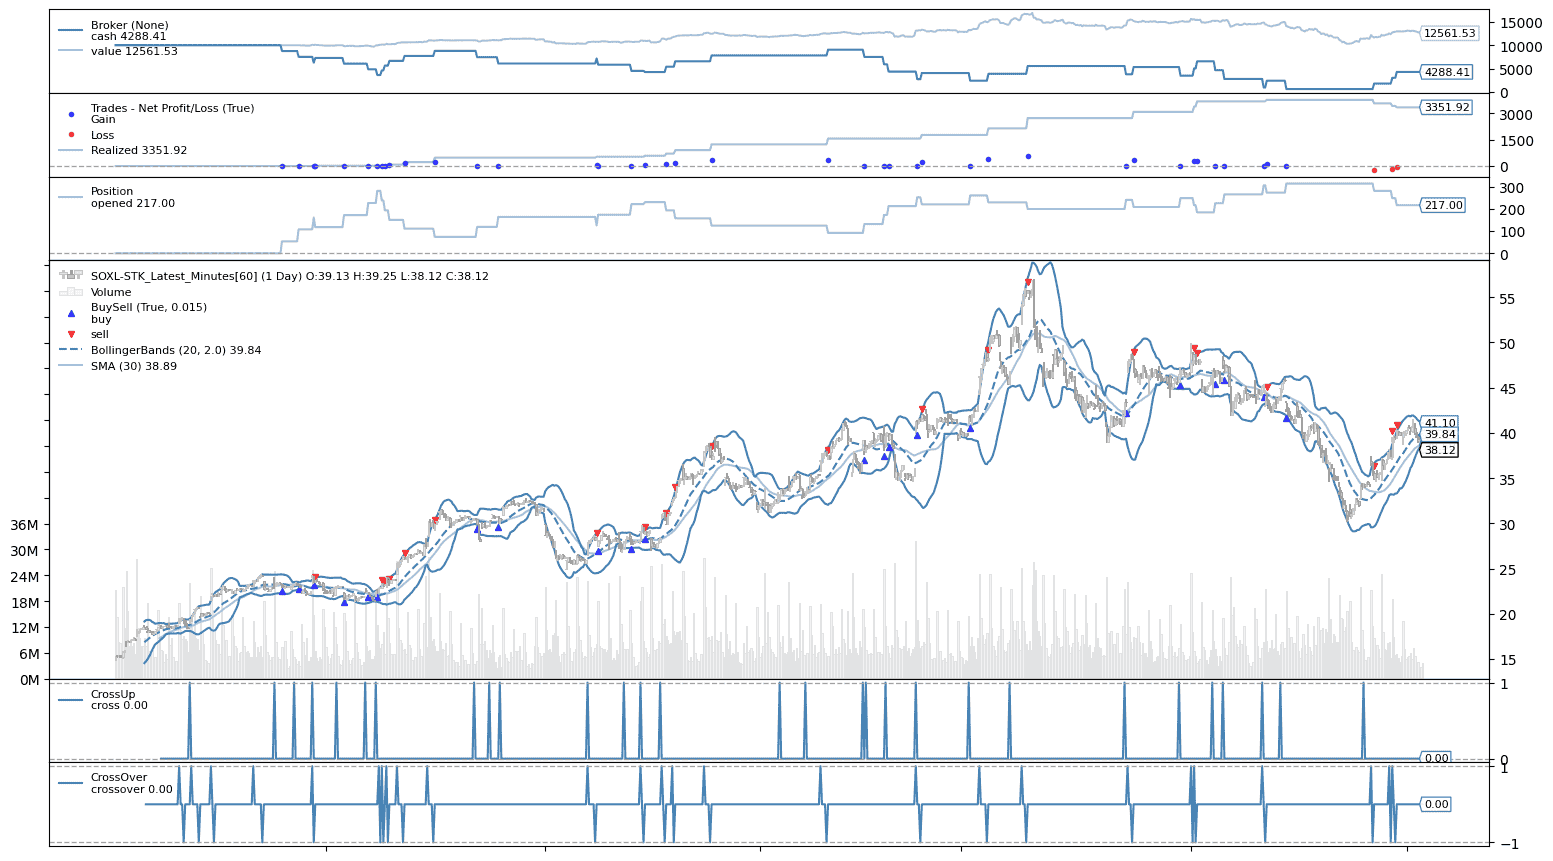 Broker (None)
cash 4288.41
value 12561.53
15000
12561.53
10000
5000
4288.41
0
Trades - Net Profit/Loss (True)
Gain
Loss
Realized 3351.92
3351.92
3000
1500
0
Position
opened 217.00
300
217.00
200
100
0
SOXL-STK_Latest_Minutes[60] (1 Day) O:39.13 H:39.25 L:38.12 C:38.12
Volume
BuySell (True, 0.015)
buy
sell
BollingerBands (20, 2.0) 39.84
SMA (30) 38.89
55
50
45
41.10
40
39.84
38.12
35
30
25
20
15
36M
30M
24M
18M
12M
6M
0M
CrossUp
cross 0.00
1
0.00
0
CrossOver
crossover 0.00
1
0.00
−1